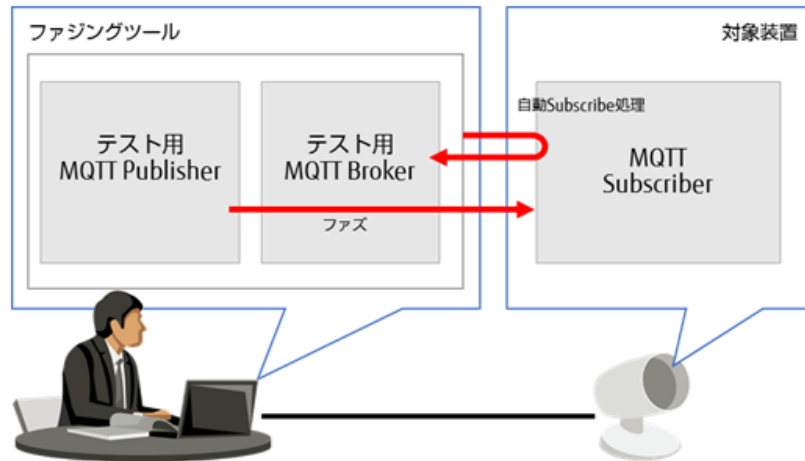 ファジングツール
対象装置
自動Subscribe処理
テスト用
MQTT Publisher
テスト用
MQTT Broker
MQTT
Subscriber
ファズ